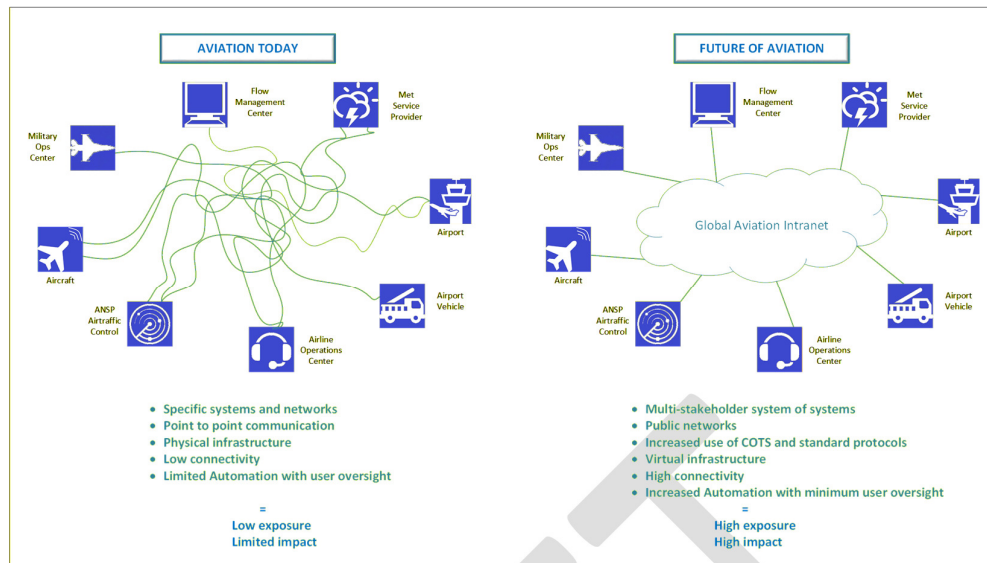 AVIATION TODAY
Flow
Management
Center
Met
Service
Provider
Military
Ops
Center
Airport
Aircraft
ANSP
Airtraffic
Control
Airport
Vehicle
Airline
Operations
Center
• Specific systems and networks
• Point to point communication
• Physical infrastructure
• Low connectivity
• Limited Automation with user oversight
=
Low exposure
Limited impact
FUTURE OF AVIATION
Flow
Management
Center
Met
Service
Provider
Military
Ops
Center
Global Aviation Intranet
Airport
Aircraft
ANSP
Airtraffic
Control
Airport
Vehicle
Airline
Operations
Center
• Multi-stakeholder system of systems
• Public networks
• Increased use of COTS and standard protocols
• Virtual infrastructure
• High connectivity
• Increased Automation with minimum user oversight
=
High exposure
High impact